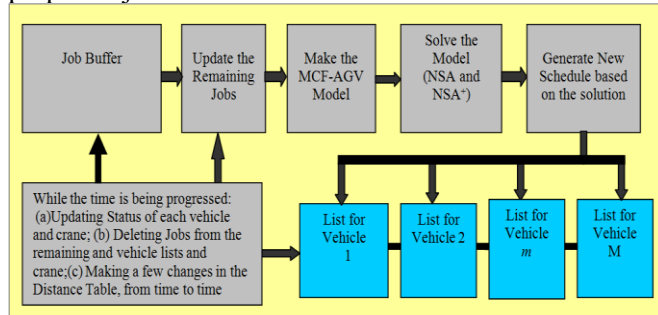 Job Buffer
Update the
Remaining
Jobs
Make the
MCF-AGV
Model
Solve the
Model
(NSA and
NSA+)
Generate New
Schedule based
on the solution
While the time is being progressed:
(a)Updating Status of each vehicle
and crane; (b) Deleting Jobs from the
remaining and vehicle lists and
crane;(c) Making a few changes in the
Distance Table, from time to time
List for
Vehicle
1
List for
Vehicle 2
List for
Vehicle
m
List for
Vehicle
M